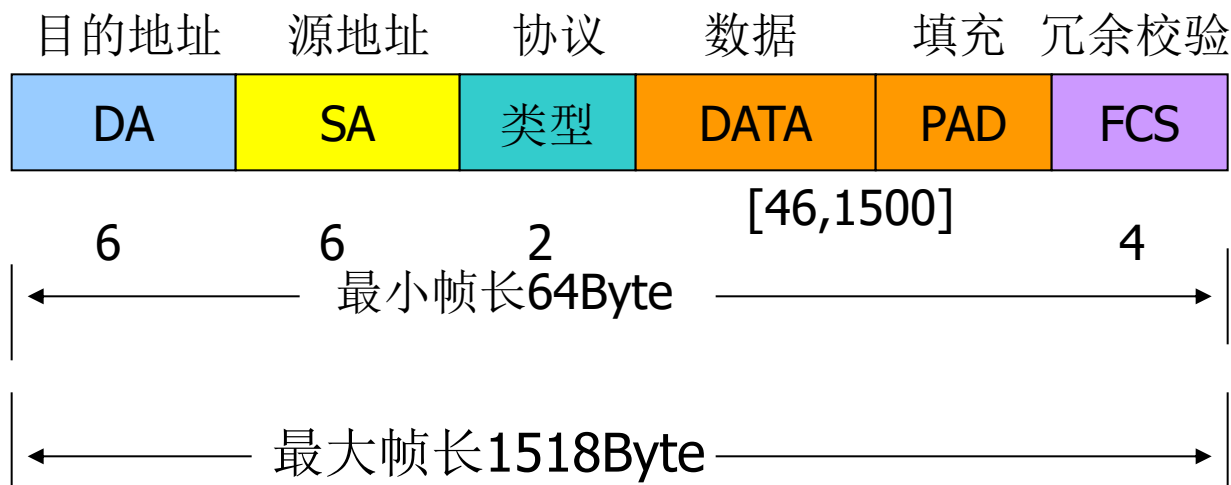 目的地址 源地址 协议 数据 填充 冗余校验
DA SA 类型 DATA PAD FCS
[46,1500]
6 6 2 4
最小帧长64Byte
最大帧长1518Byte